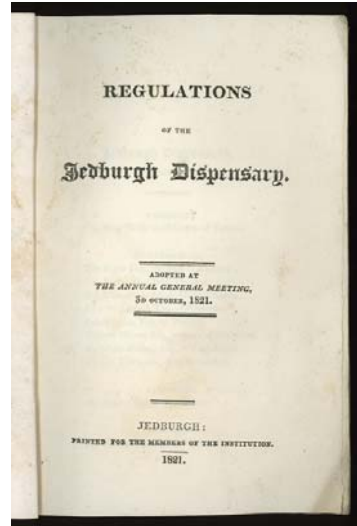 REGULATIONS
OF THE
Jedburgh Dispensary.
ADOPTED AT
THE ANNUAL GENERAL MEETING,
3D OCTOBER, 1821.
JEDBURGH:
PRINTED FOR THE MEMBERS OF THE INSTITUTION.
1821.